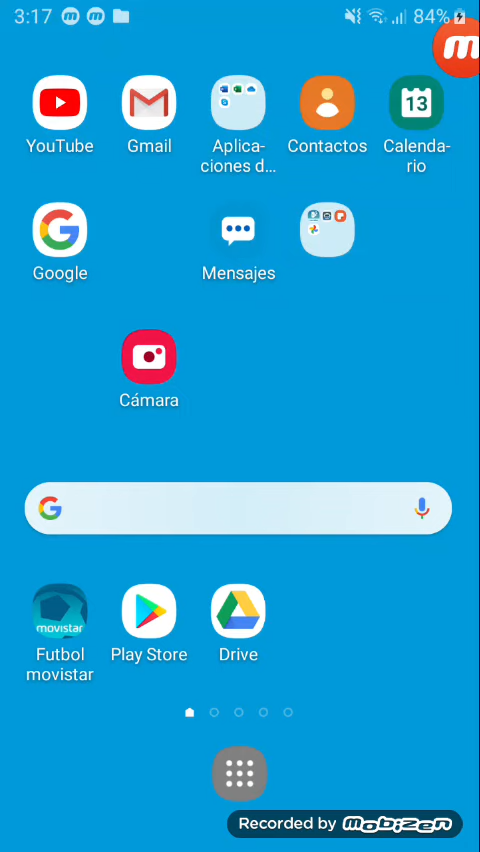 3:17
84%
YouTube
Gmail
Aplica-
ciones d...
Contactos
13
Calenda-
rio
Google
Mensajes
Cámara
movistar
Futbol
movistar
Play Store
Drive
Recorded by Mobizen